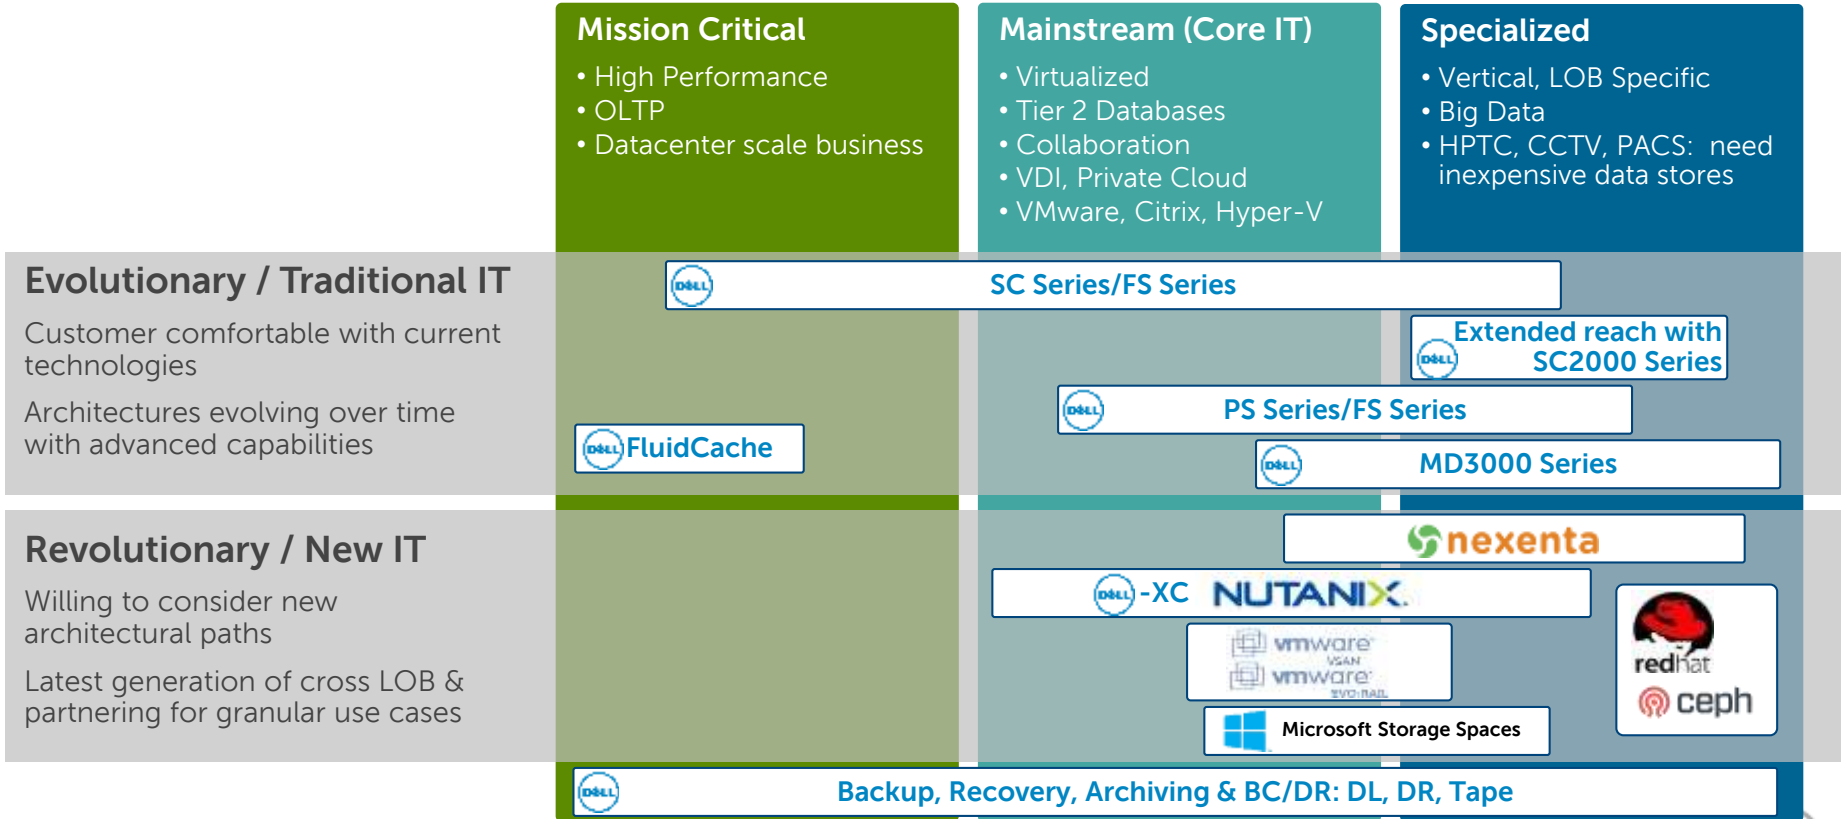 Mission Critical
• High Performance
• OLTP
• Datacenter scale business
Mainstream (Core IT)
• Virtualized
• Tier 2 Databases
• Collaboration
• VDI, Private Cloud
• VMware, Citrix, Hyper-V
Specialized
• Vertical, LOB Specific
• Big Data
• HPTC, CCTV, PACS: need
inexpensive data stores
Evolutionary / Traditional IT
Customer comfortable with current
technologies
Architectures evolving over time
with advanced capabilities
DELL SC Series/FS Series
Extended reach with
DELL SC2000 Series
DELL PS Series/FS Series
DELL FluidCache
DELL MD3000 Series
Revolutionary / New IT
Willing to consider new
architectural paths
Latest generation of cross LOB &
partnering for granular use cases
nexenta
DELL -XC NUTANIX.
vmware
VSAN
vmware
EVO:RAIL
Microsoft Storage Spaces
redhat
ceph
DELL Backup, Recovery, Archiving & BC/DR: DL, DR, Tape